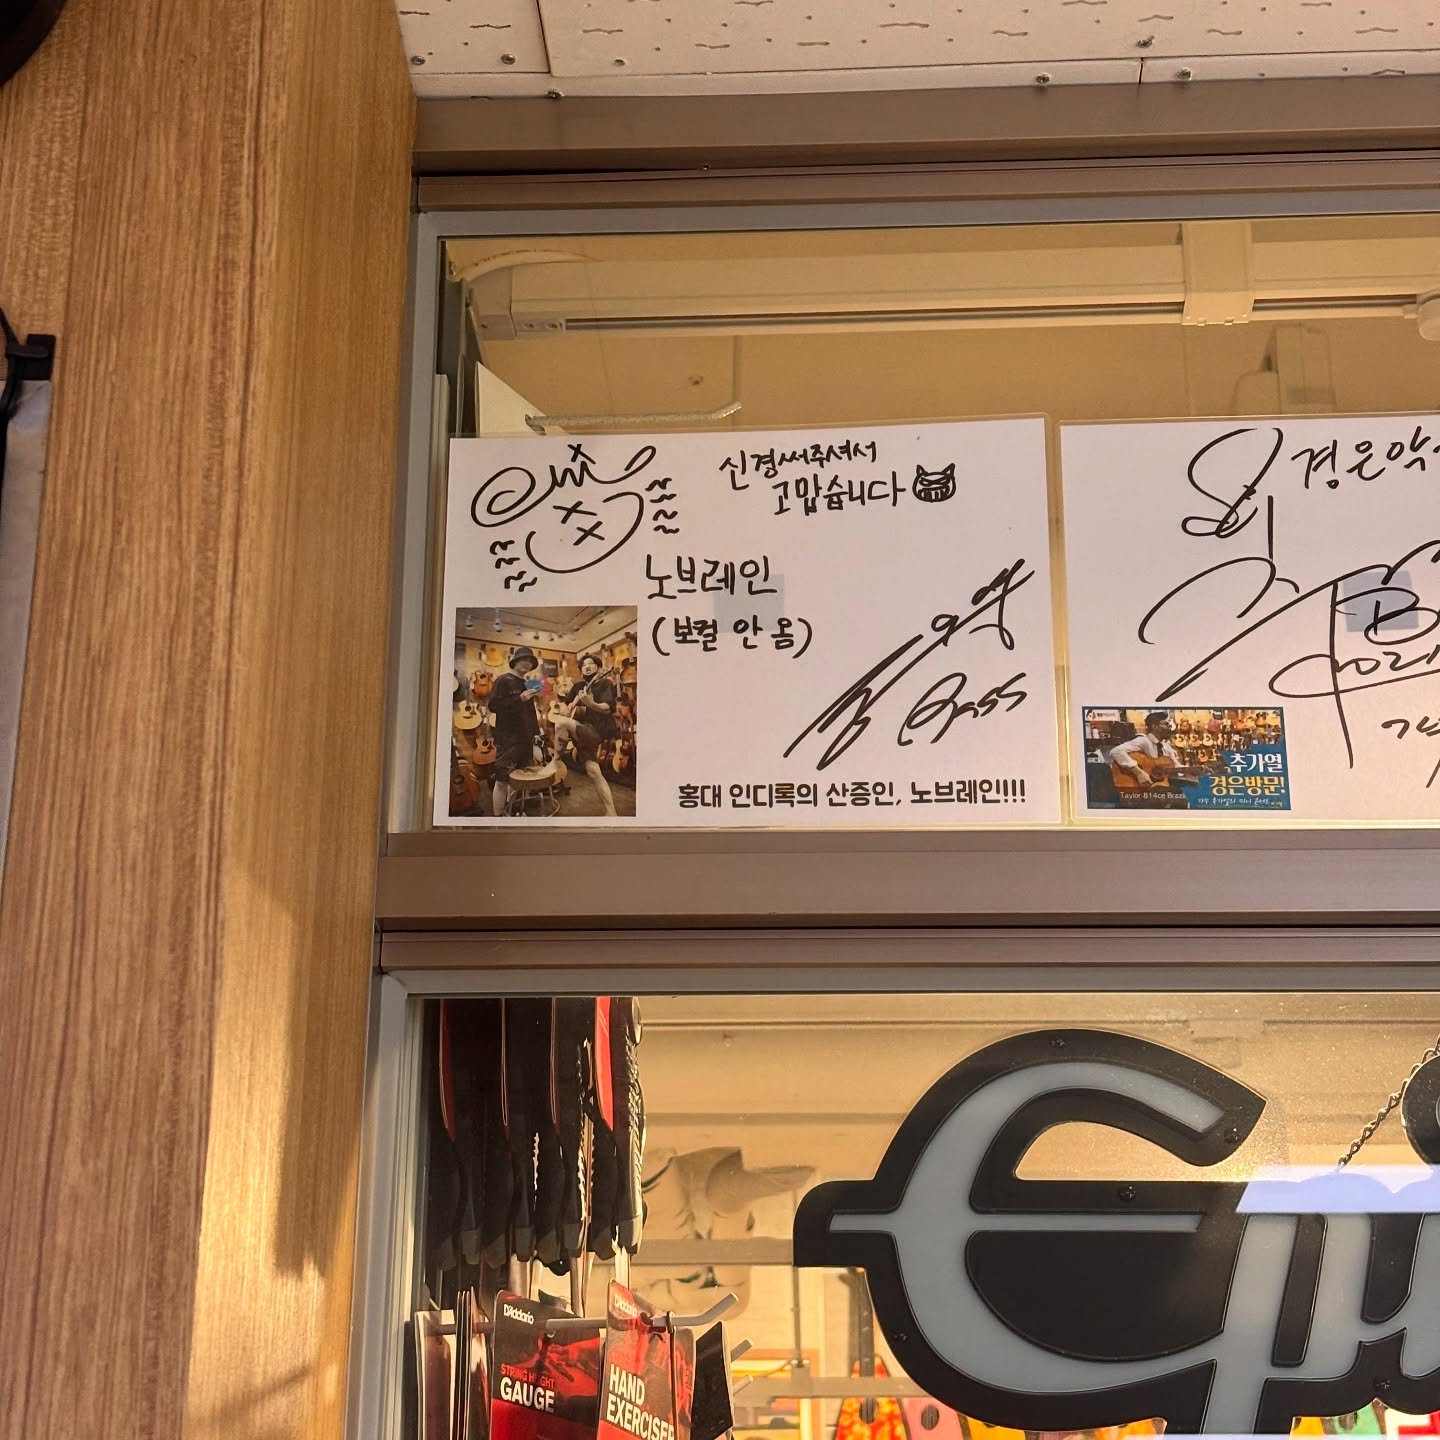 신경써주셔서
고맙습니다
노브레인
(보컬 안 옴)
Bass
홍대 인디록의 산증인, 노브레인!!!
경은악
추가열
경은방문!
Taylor 814ce Brazil
D'Addario
STRING HEIGHT
GAUGE
HAND
EXERCISER
Epi